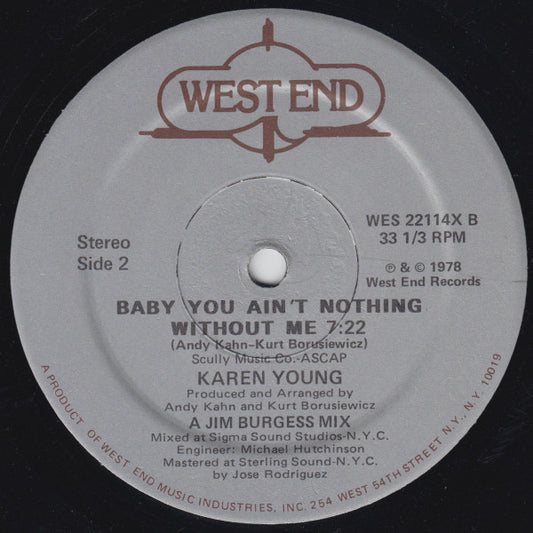 WEST END
WES 22114X B
33 1/3 RPM
Stereo
Side 2
℗ & © 1978
West End Records
BABY YOU AIN'T NOTHING
WITHOUT ME 7:22
(Andy Kahn-Kurt Borusiewicz)
Scully Music Co.-ASCAP
KAREN YOUNG
Produced and Arranged by
Andy Kahn and Kurt Borusiewicz
A JIM BURGESS MIX
Mixed at Sigma Sound Studios-N.Y.C.
Engineer: Michael Hutchinson
Mastered at Sterling Sound-N.Y.C.
by Jose Rodriguez
A PRODUCT OF WEST END MUSIC INDUSTRIES, INC. 254 WEST 54TH STREET N.Y., N.Y. 10019